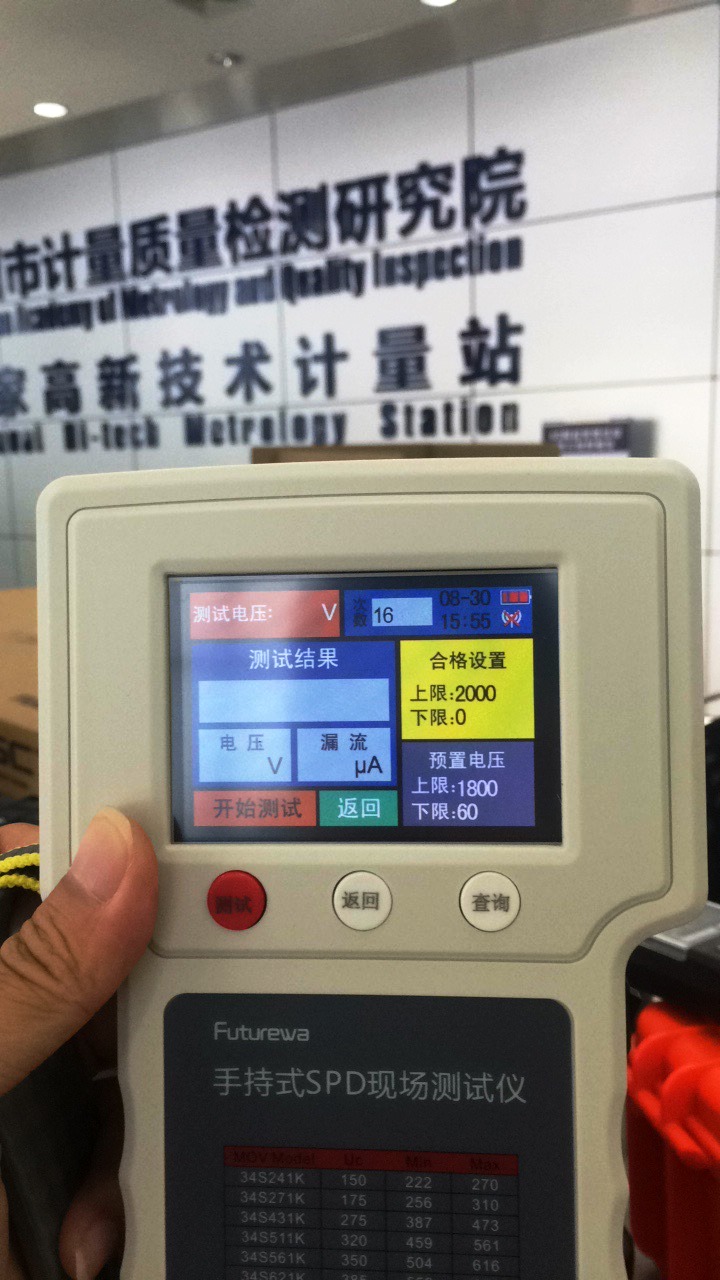 市计量质量检测研究院
Academy of Metrology and Quality Inspection
家高新技术计量站
Hi-tech Metrology Station
测试电压: V
次数 16
08-30
15:55
测试结果
电压 V
漏流 μA
合格设置
上限:2000
下限:0
预置电压
上限:1800
下限:60
开始测试
返回
测试
返回
查询
Futurewa
手持式SPD现场测试仪
MOV Model Uc Min Max
34S241K 150 222 270
34S271K 175 256 310
34S431K 275 387 473
34S511K 320 459 561
34S561K 350 504 616
34S621K 385